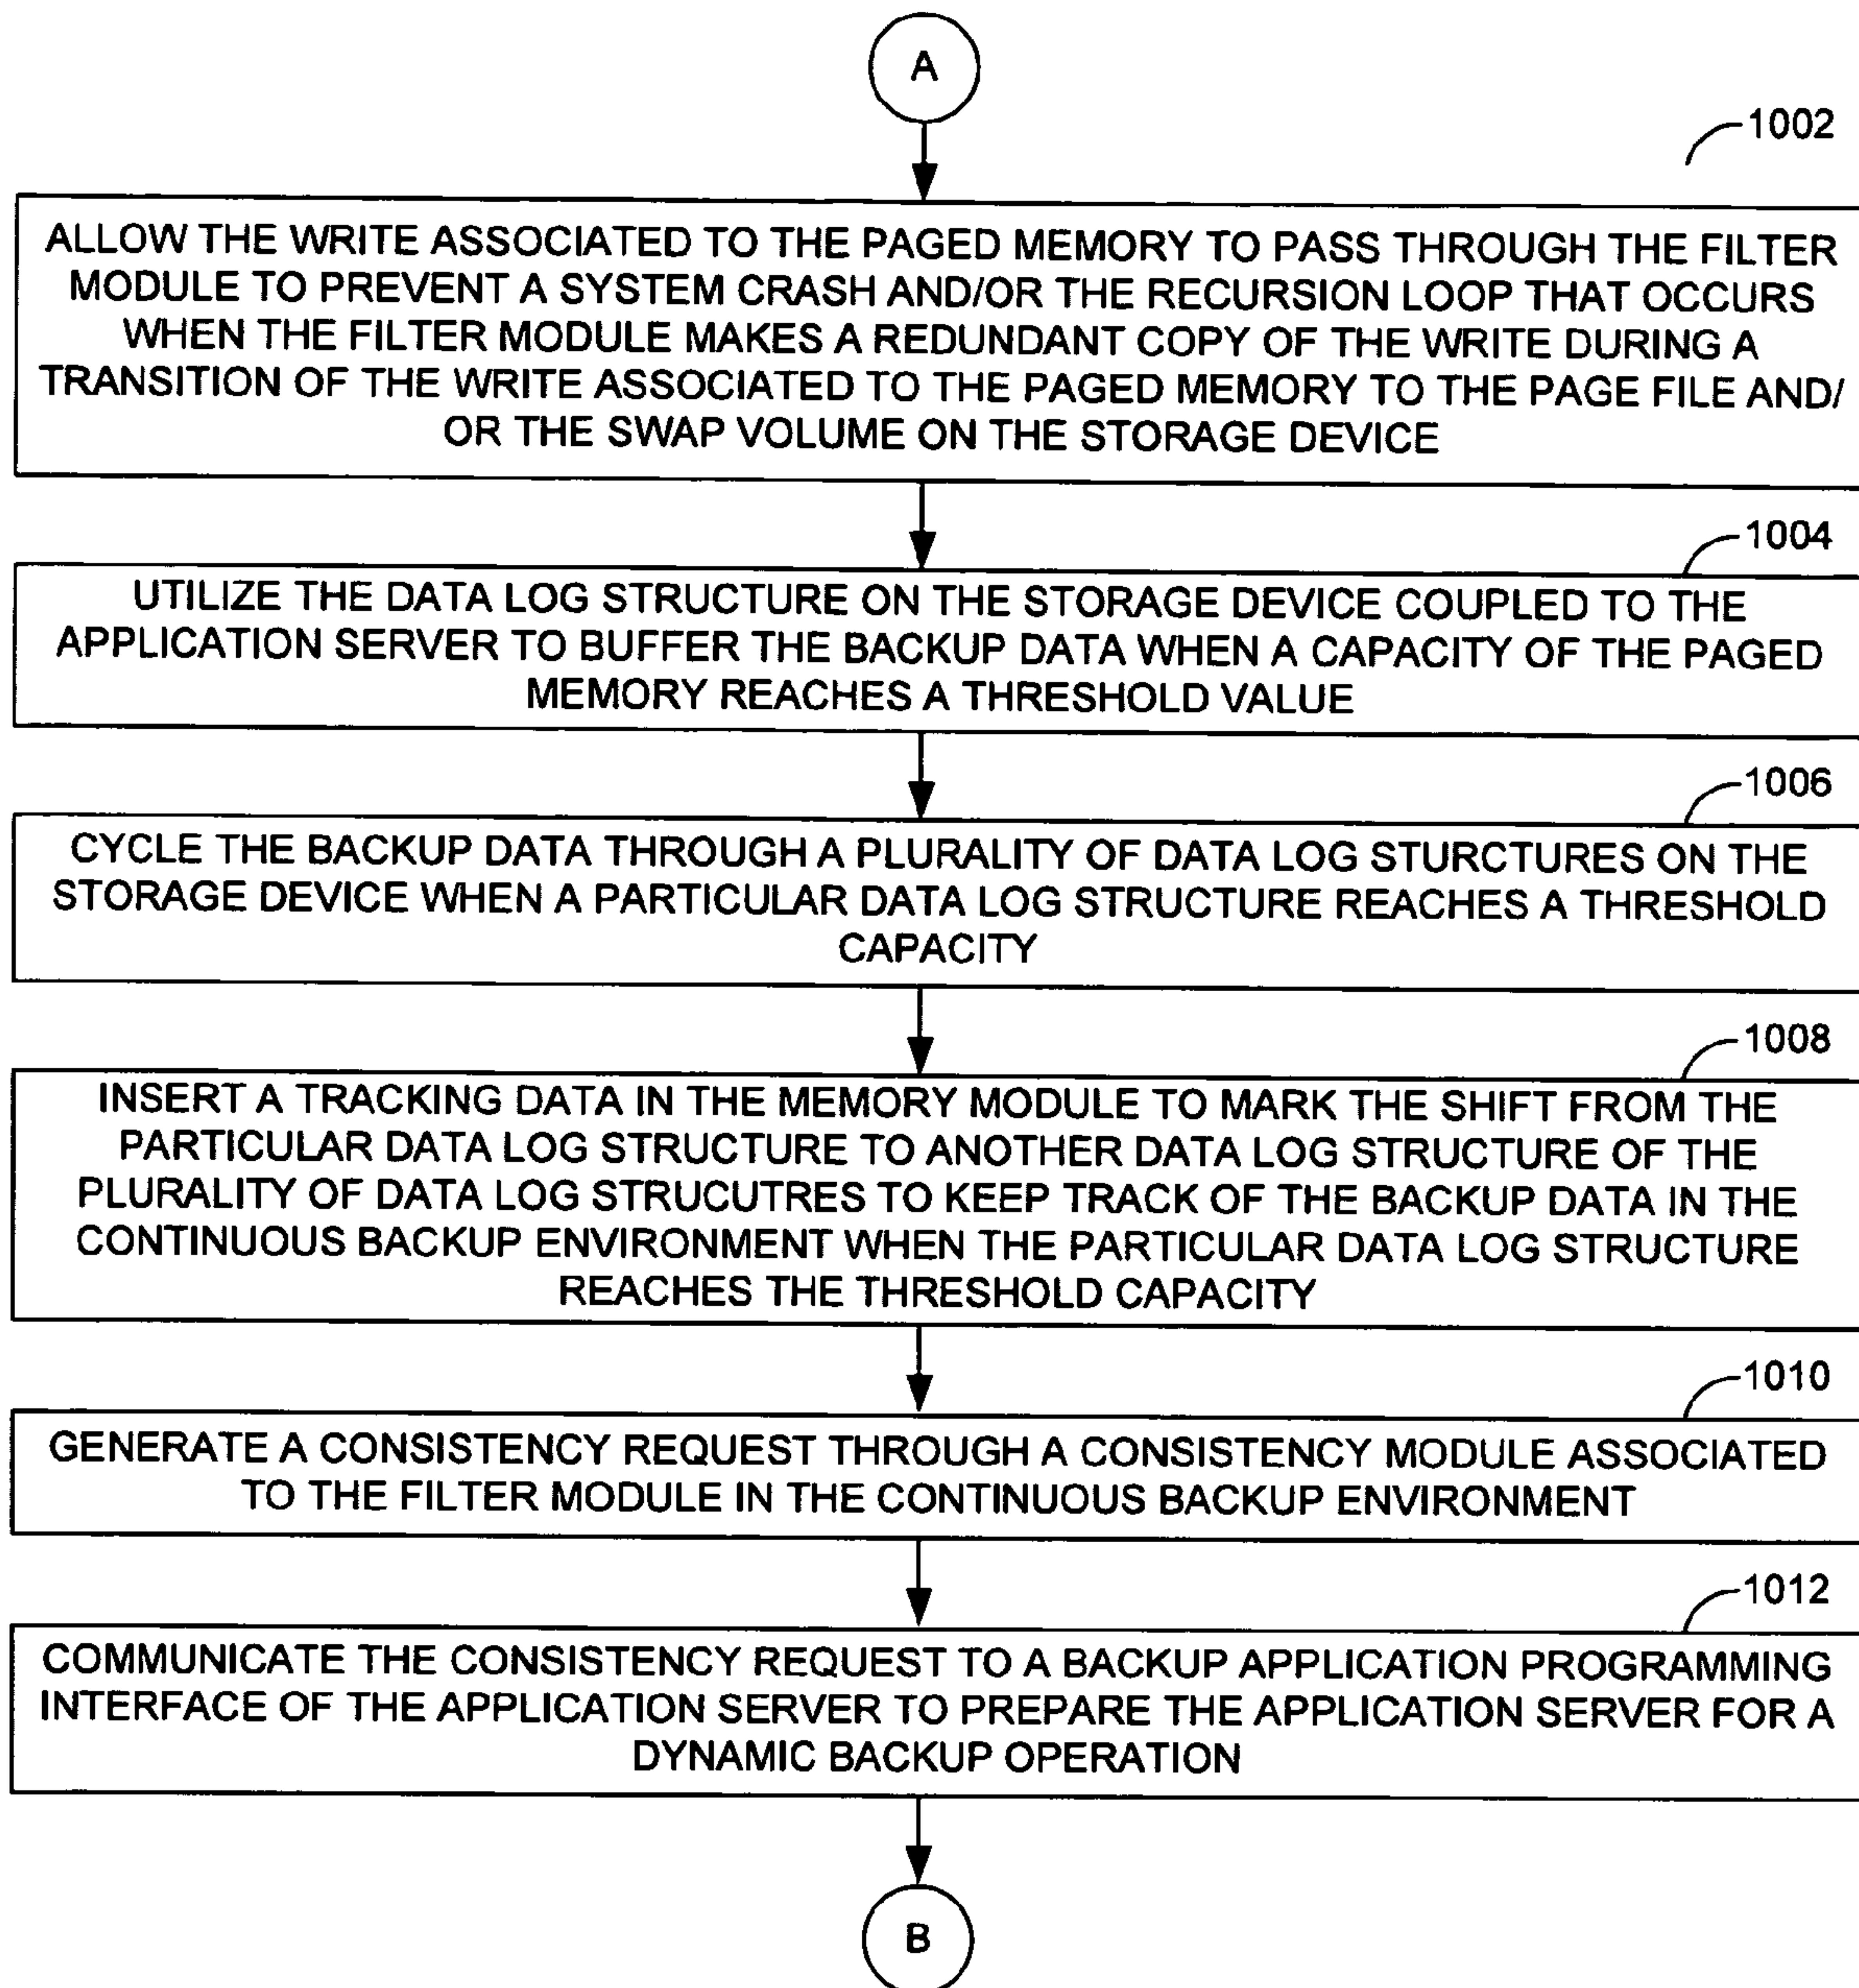 A
1002
ALLOW THE WRITE ASSOCIATED TO THE PAGED MEMORY TO PASS THROUGH THE FILTER
MODULE TO PREVENT A SYSTEM CRASH AND/OR THE RECURSION LOOP THAT OCCURS
WHEN THE FILTER MODULE MAKES A REDUNDANT COPY OF THE WRITE DURING A
TRANSITION OF THE WRITE ASSOCIATED TO THE PAGED MEMORY TO THE PAGE FILE AND/
OR THE SWAP VOLUME ON THE STORAGE DEVICE
1004
UTILIZE THE DATA LOG STRUCTURE ON THE STORAGE DEVICE COUPLED TO THE
APPLICATION SERVER TO BUFFER THE BACKUP DATA WHEN A CAPACITY OF THE PAGED
MEMORY REACHES A THRESHOLD VALUE
1006
CYCLE THE BACKUP DATA THROUGH A PLURALITY OF DATA LOG STURCTURES ON THE
STORAGE DEVICE WHEN A PARTICULAR DATA LOG STRUCTURE REACHES A THRESHOLD
CAPACITY
1008
INSERT A TRACKING DATA IN THE MEMORY MODULE TO MARK THE SHIFT FROM THE
PARTICULAR DATA LOG STRUCTURE TO ANOTHER DATA LOG STRUCTURE OF THE
PLURALITY OF DATA LOG STRUCUTRES TO KEEP TRACK OF THE BACKUP DATA IN THE
CONTINUOUS BACKUP ENVIRONMENT WHEN THE PARTICULAR DATA LOG STRUCTURE
REACHES THE THRESHOLD CAPACITY
1010
GENERATE A CONSISTENCY REQUEST THROUGH A CONSISTENCY MODULE ASSOCIATED
TO THE FILTER MODULE IN THE CONTINUOUS BACKUP ENVIRONMENT
1012
COMMUNICATE THE CONSISTENCY REQUEST TO A BACKUP APPLICATION PROGRAMMING
INTERFACE OF THE APPLICATION SERVER TO PREPARE THE APPLICATION SERVER FOR A
DYNAMIC BACKUP OPERATION
B